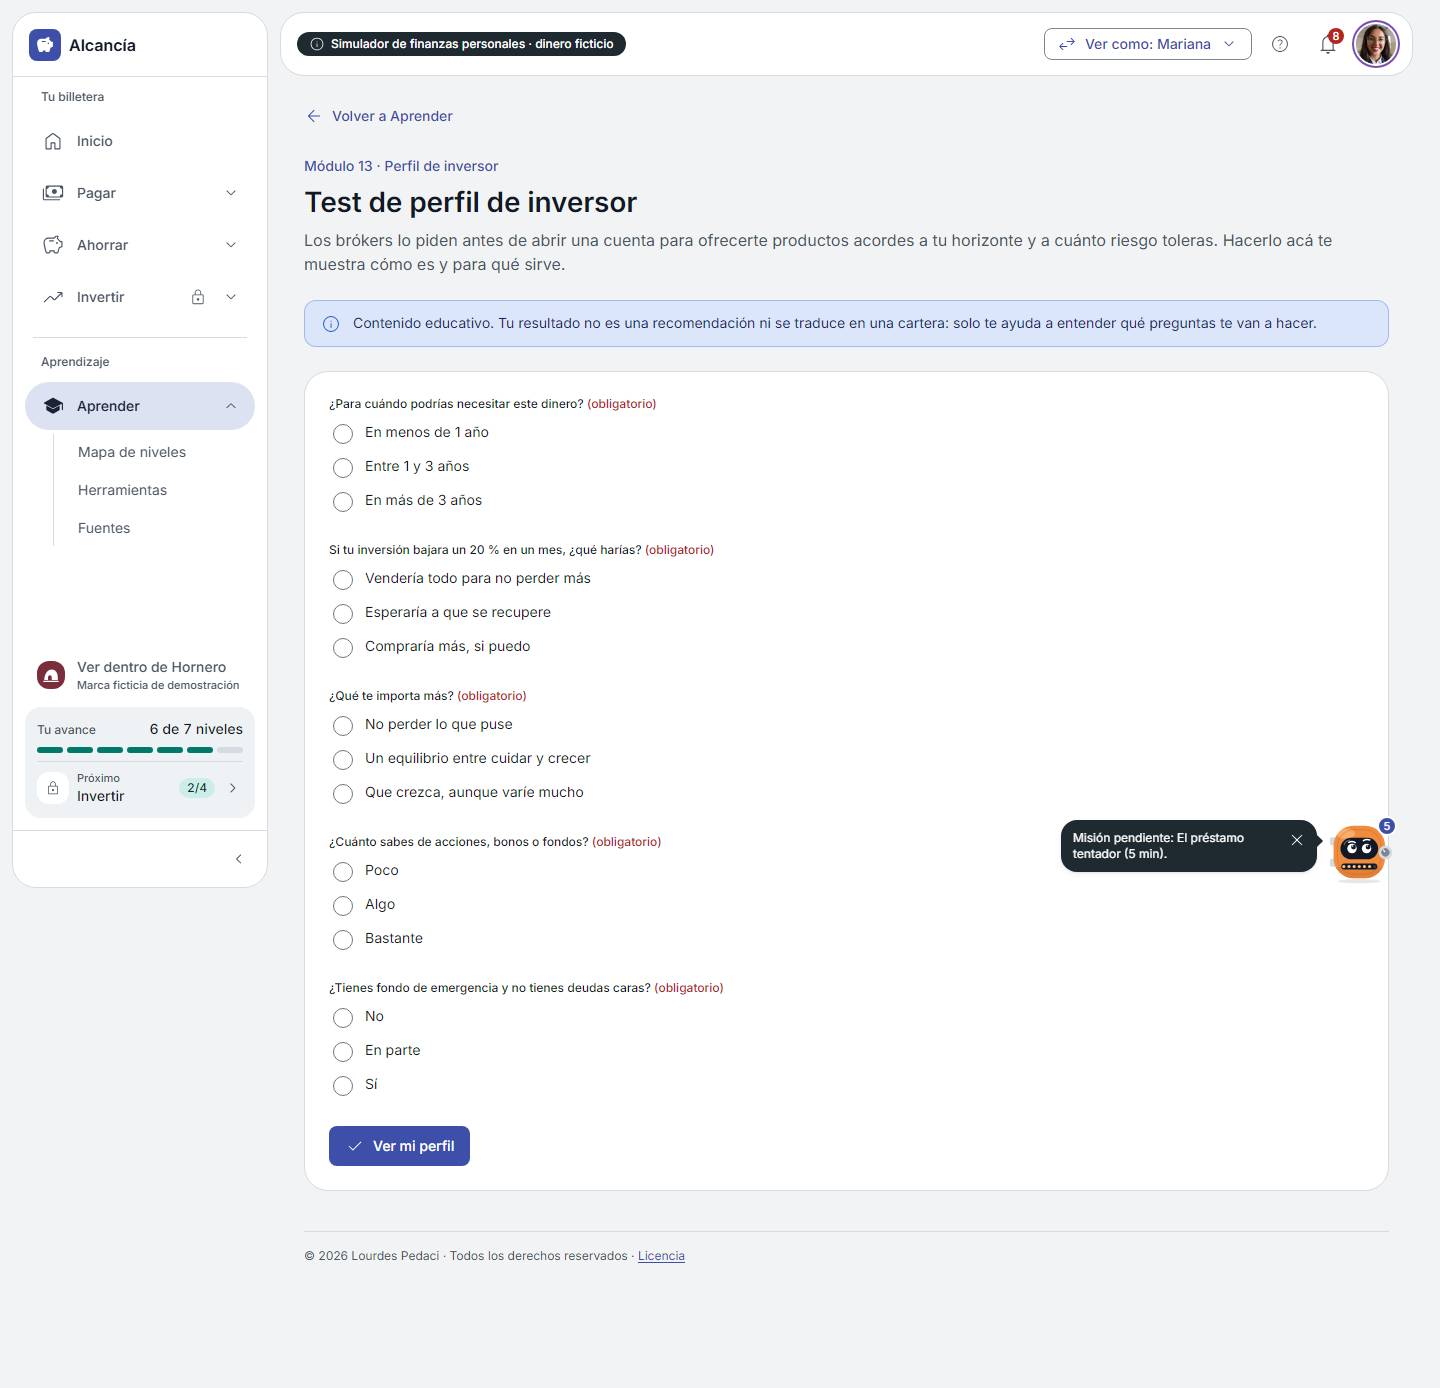 Alcancía
Simulador de finanzas personales · dinero ficticio
Ver como: Mariana
8
Tu billetera
Inicio
Pagar
Ahorrar
Invertir
Aprendizaje
Aprender
Mapa de niveles
Herramientas
Fuentes
Ver dentro de Hornero
Marca ficticia de demostración
Tu avance
6 de 7 niveles
Próximo
Invertir
2/4
Volver a Aprender
Módulo 13 · Perfil de inversor
Test de perfil de inversor
Los brókers lo piden antes de abrir una cuenta para ofrecerte productos acordes a tu horizonte y a cuánto riesgo toleras. Hacerlo acá te
muestra cómo es y para qué sirve.
Contenido educativo. Tu resultado no es una recomendación ni se traduce en una cartera: solo te ayuda a entender qué preguntas te van a hacer.
¿Para cuándo podrías necesitar este dinero? (obligatorio)
En menos de 1 año
Entre 1 y 3 años
En más de 3 años
Si tu inversión bajara un 20 % en un mes, ¿qué harías? (obligatorio)
Vendería todo para no perder más
Esperaría a que se recupere
Compraría más, si puedo
¿Qué te importa más? (obligatorio)
No perder lo que puse
Un equilibrio entre cuidar y crecer
Que crezca, aunque varíe mucho
¿Cuánto sabes de acciones, bonos o fondos? (obligatorio)
Poco
Algo
Bastante
¿Tienes fondo de emergencia y no tienes deudas caras? (obligatorio)
No
En parte
Sí
Ver mi perfil
Misión pendiente: El préstamo
tentador (5 min).
5
© 2026 Lourdes Pedaci · Todos los derechos reservados · Licencia